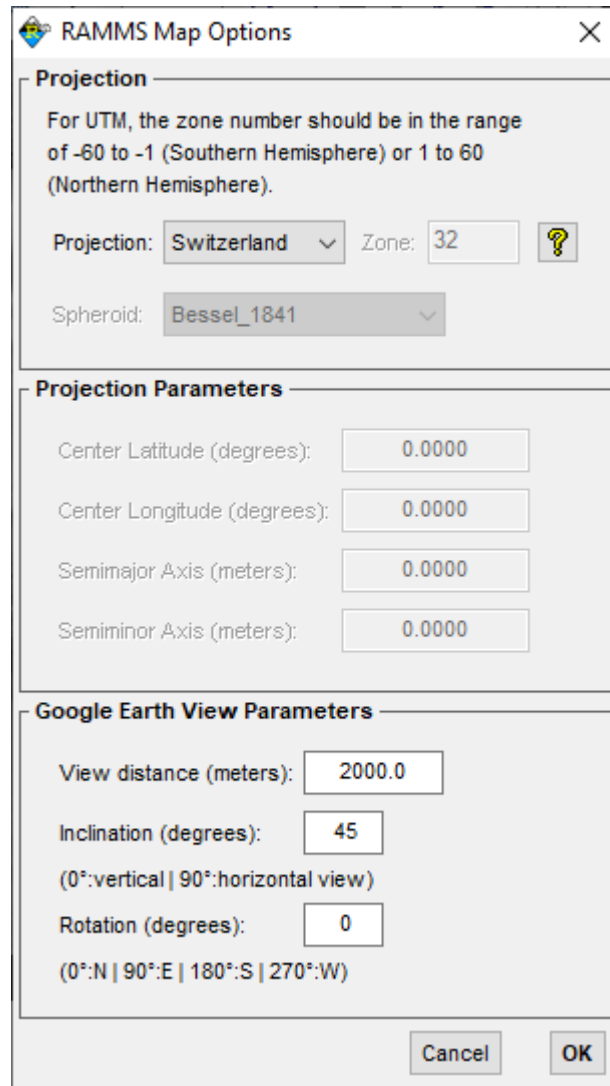 RAMMS Map Options
Projection
For UTM, the zone number should be in the range
of -60 to -1 (Southern Hemisphere) or 1 to 60
(Northern Hemisphere).
Projection: Switzerland Zone: 32 ?
Spheroid: Bessel_1841
Projection Parameters
Center Latitude (degrees): 0.0000
Center Longitude (degrees): 0.0000
Semimajor Axis (meters): 0.0000
Semiminor Axis (meters): 0.0000
Google Earth View Parameters
View distance (meters): 2000.0
Inclination (degrees): 45
(0°:vertical | 90°:horizontal view)
Rotation (degrees): 0
(0°:N | 90°:E | 180°:S | 270°:W)
Cancel OK